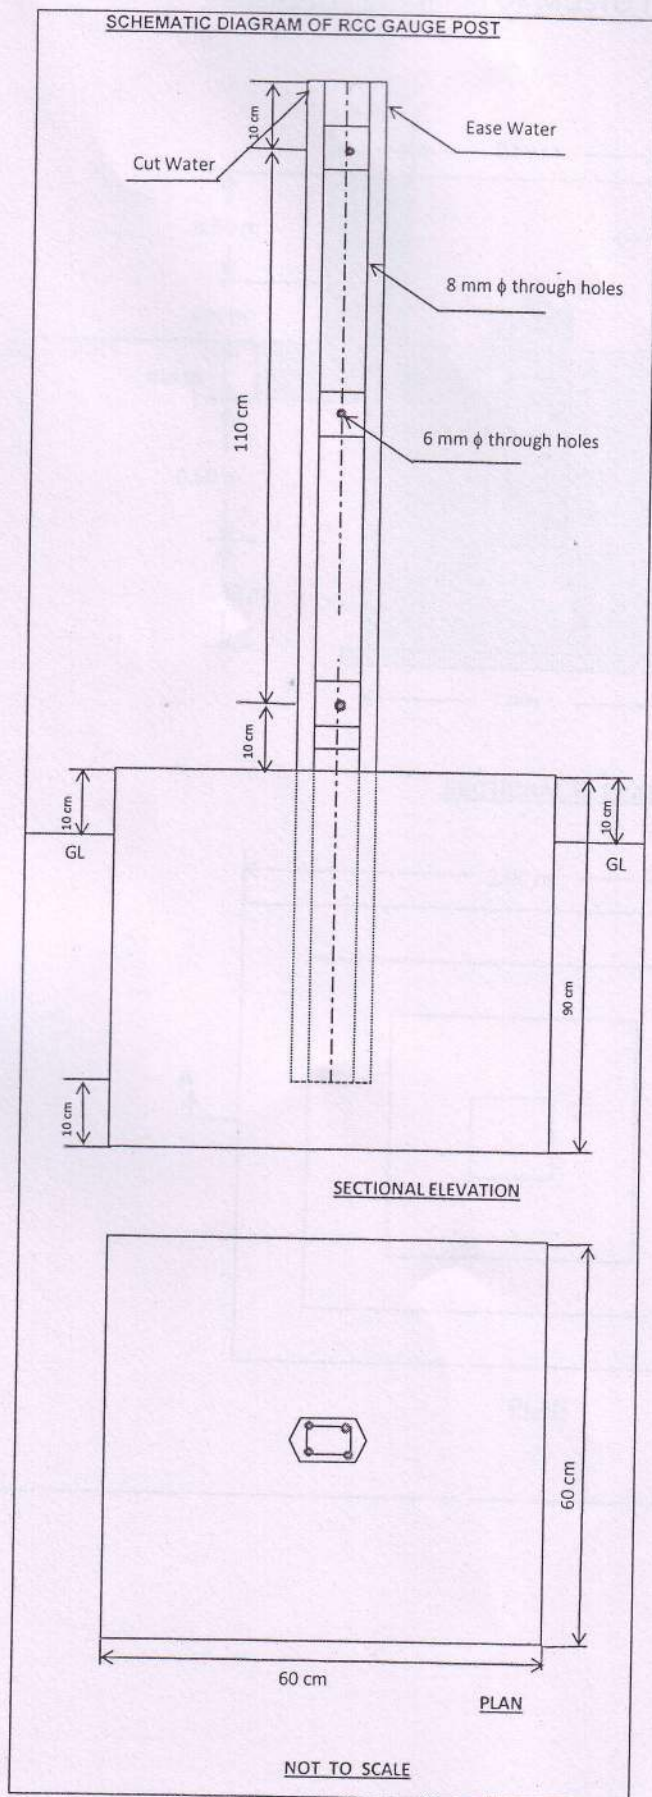 SCHEMATIC DIAGRAM OF RCC GAUGE POST
10 cm
Ease Water
Cut Water
8 mm ϕ through holes
110 cm
6 mm ϕ through holes
10 cm
10 cm
10 cm
GL
GL
90 cm
10 cm
SECTIONAL ELEVATION
60 cm
60 cm
PLAN
NOT TO SCALE